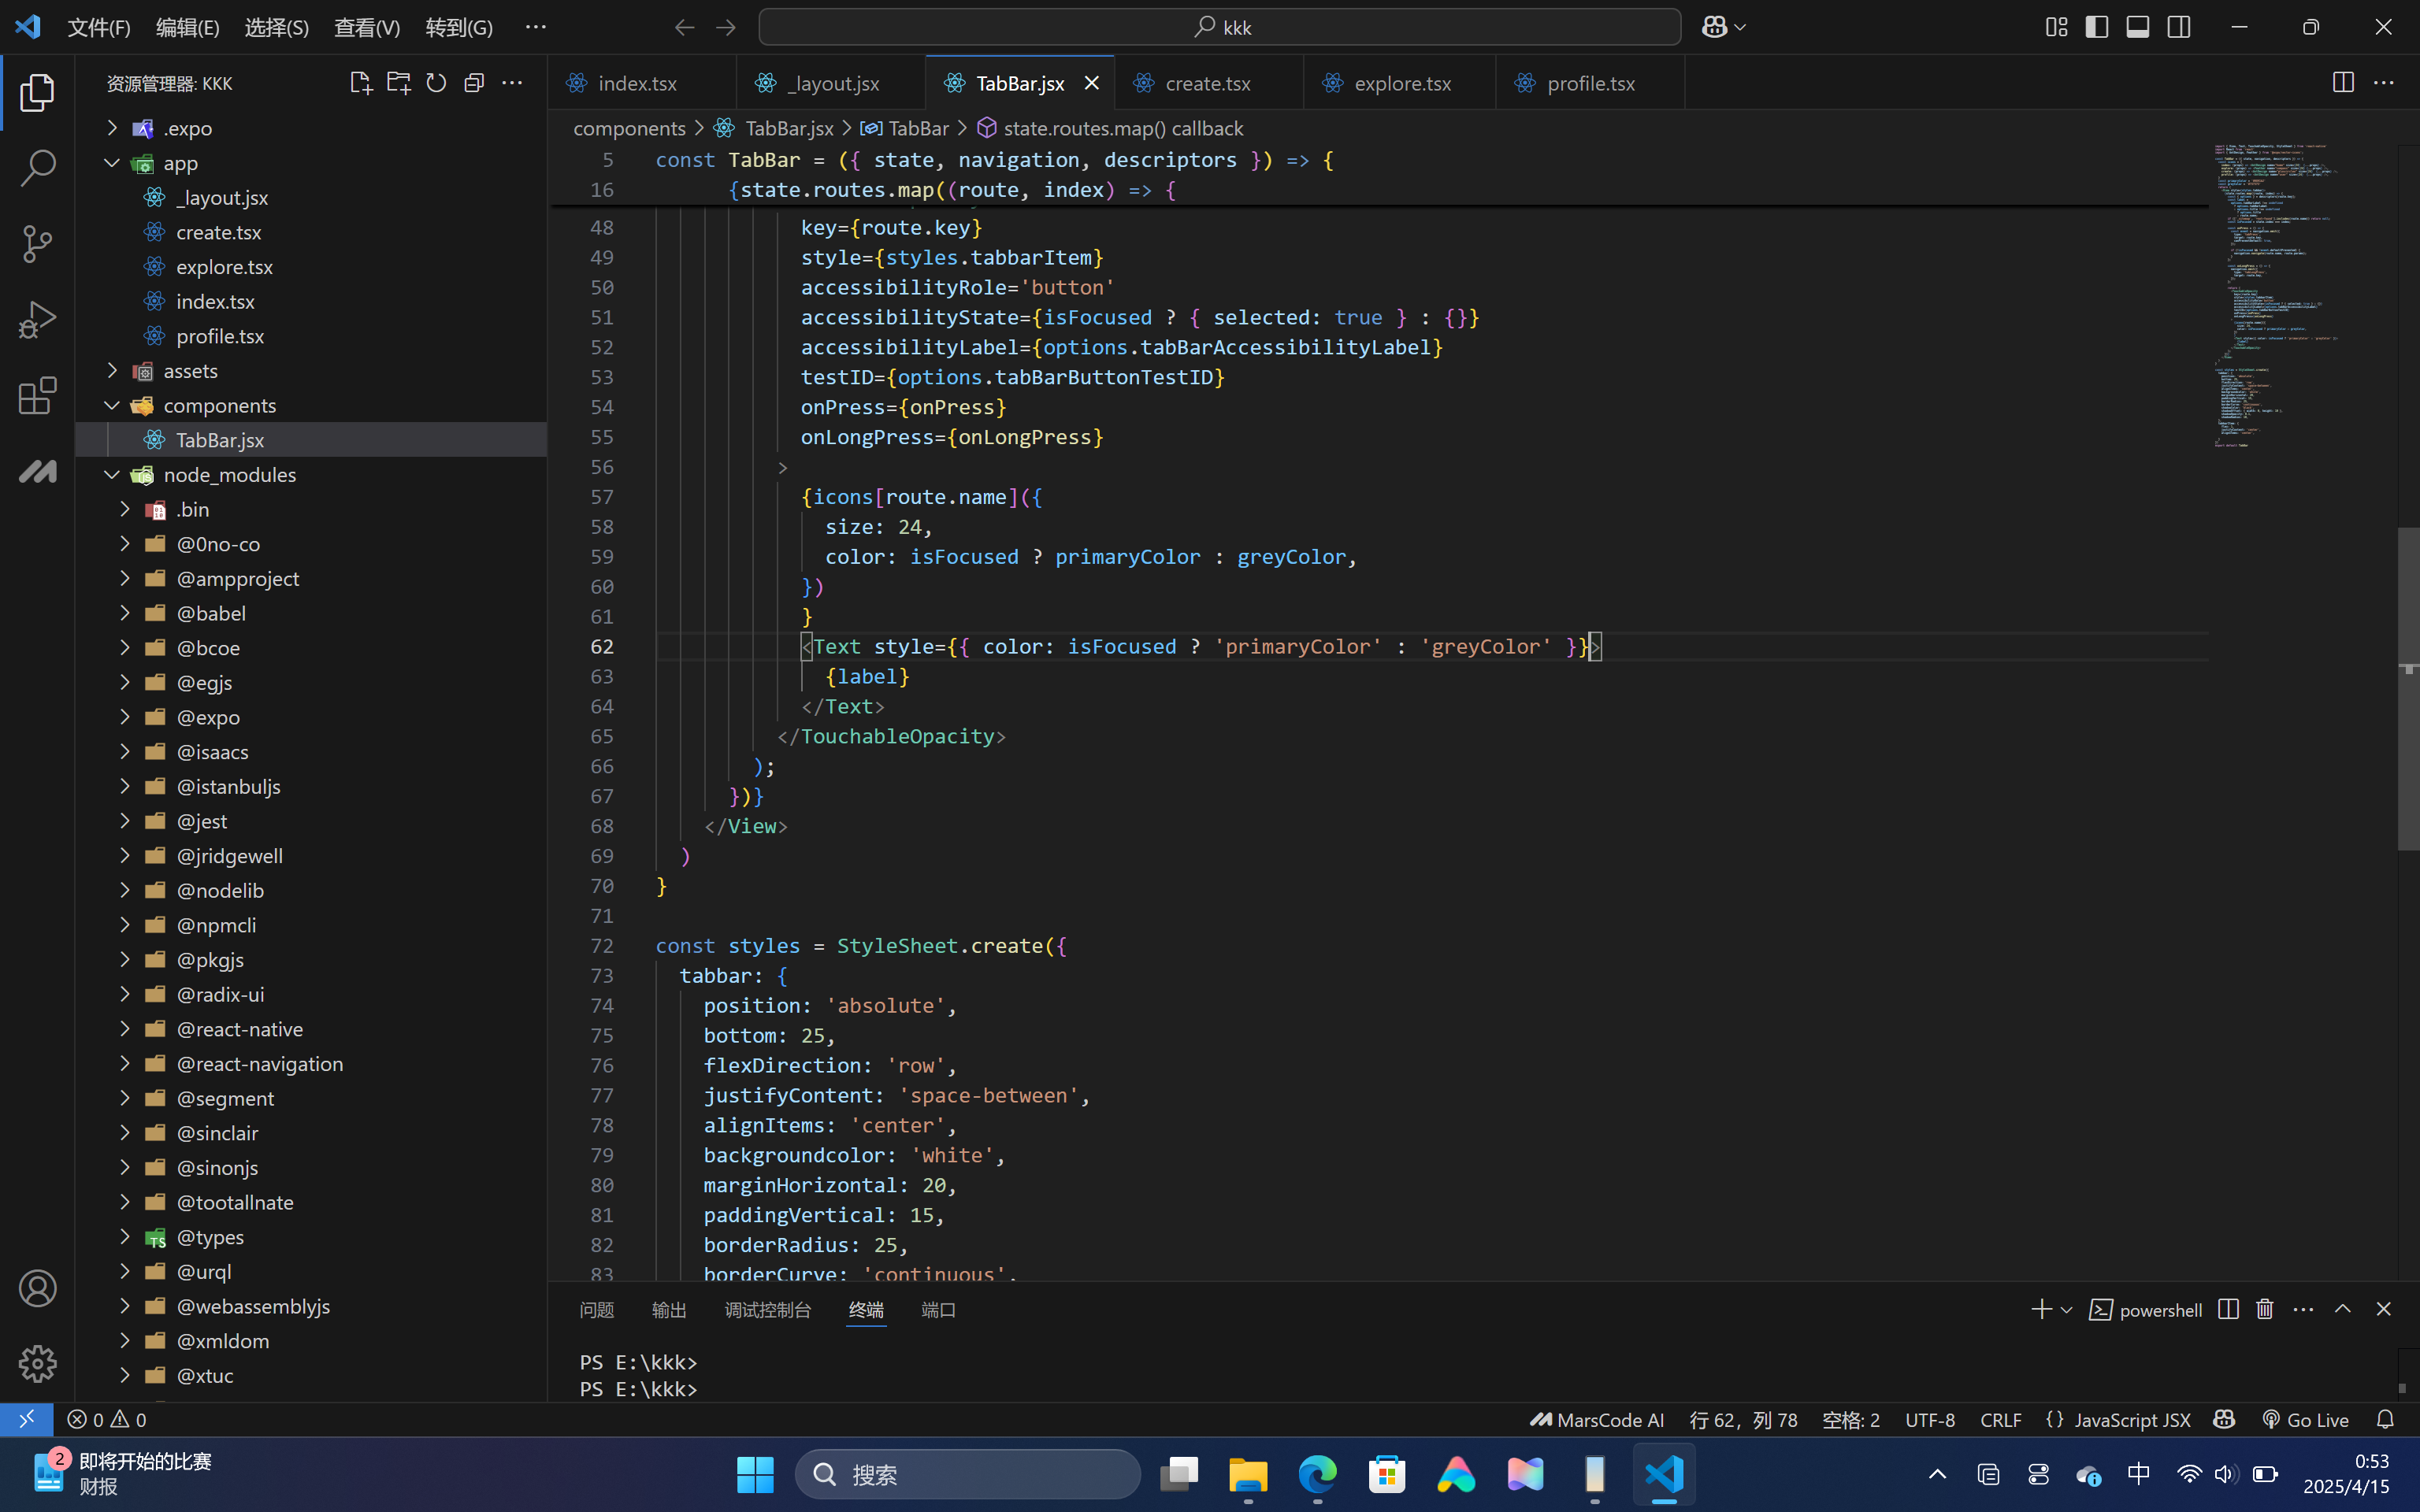 文件(F) 编辑(E) 选择(S) 查看(V) 转到(G) ··· kkk
资源管理器: KKK
.expo
app
_layout.jsx
create.tsx
explore.tsx
index.tsx
profile.tsx
assets
components
TabBar.jsx
node_modules
.bin
@0no-co
@ampproject
@babel
@bcoe
@egjs
@expo
@isaacs
@istanbuljs
@jest
@jridgewell
@nodelib
@npmcli
@pkgjs
@radix-ui
@react-native
@react-navigation
@segment
@sinclair
@sinonjs
@tootallnate
@types
@urql
@webassemblyjs
@xmldom
@xtuc
index.tsx _layout.jsx TabBar.jsx create.tsx explore.tsx profile.tsx
components > TabBar.jsx > TabBar > state.routes.map() callback
5 const TabBar = ({ state, navigation, descriptors }) => {
16 {state.routes.map((route, index) => {
48 key={route.key}
49 style={styles.tabbarItem}
50 accessibilityRole='button'
51 accessibilityState={isFocused ? { selected: true } : {}}
52 accessibilityLabel={options.tabBarAccessibilityLabel}
53 testID={options.tabBarButtonTestID}
54 onPress={onPress}
55 onLongPress={onLongPress}
56 >
57 {icons[route.name]({
58 size: 24,
59 color: isFocused ? primaryColor : greyColor,
60 })
61 }
62 <Text style={{ color: isFocused ? 'primaryColor' : 'greyColor' }}>
63 {label}
64 </Text>
65 </TouchableOpacity>
66 );
67 })}
68 </View>
69 )
70 }
71
72 const styles = StyleSheet.create({
73 tabbar: {
74 position: 'absolute',
75 bottom: 25,
76 flexDirection: 'row',
77 justifyContent: 'space-between',
78 alignItems: 'center',
79 backgroundcolor: 'white',
80 marginHorizontal: 20,
81 paddingVertical: 15,
82 borderRadius: 25,
83 borderCurve: 'continuous',
问题 输出 调试控制台 终端 端口 powershell
PS E:\kkk>
PS E:\kkk>
0 0 MarsCode AI 行 62，列 78 空格: 2 UTF-8 CRLF {} JavaScript JSX Go Live
2 即将开始的比赛
财报
搜索
中
0:53
2025/4/15